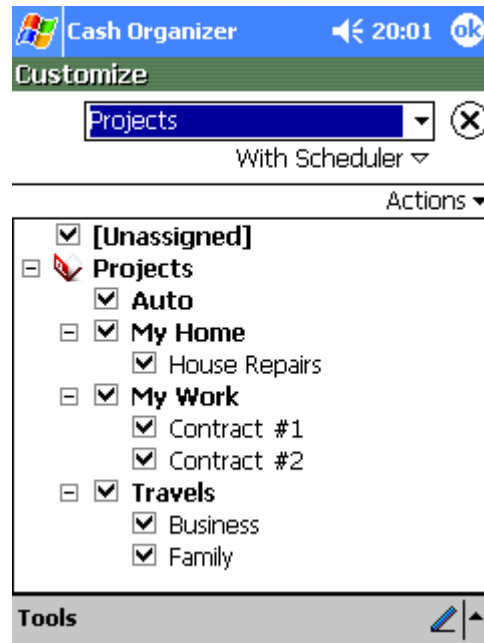 Cash Organizer 20:01 ok
Customize
Projects
With Scheduler
Actions
[Unassigned]
Projects
Auto
My Home
House Repairs
My Work
Contract #1
Contract #2
Travels
Business
Family
Tools